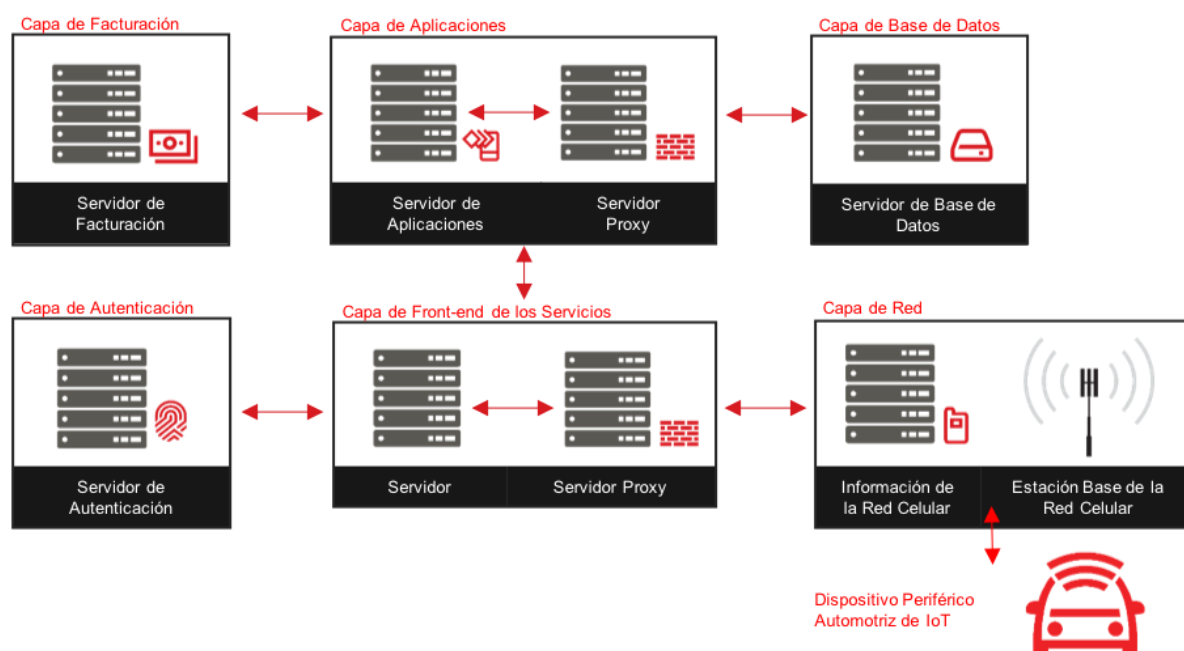 Capa de Facturación
Capa de Aplicaciones
Capa de Base de Datos
Servidor de
Facturación
Servidor de
Aplicaciones
Servidor
Proxy
Servidor de Base de
Datos
Capa de Autenticación
Capa de Front-end de los Servicios
Capa de Red
Servidor de
Autenticación
Servidor
Servidor Proxy
Información de
la Red Celular
Estación Base de la
Red Celular
Dispositivo Periférico
Automotriz de IoT